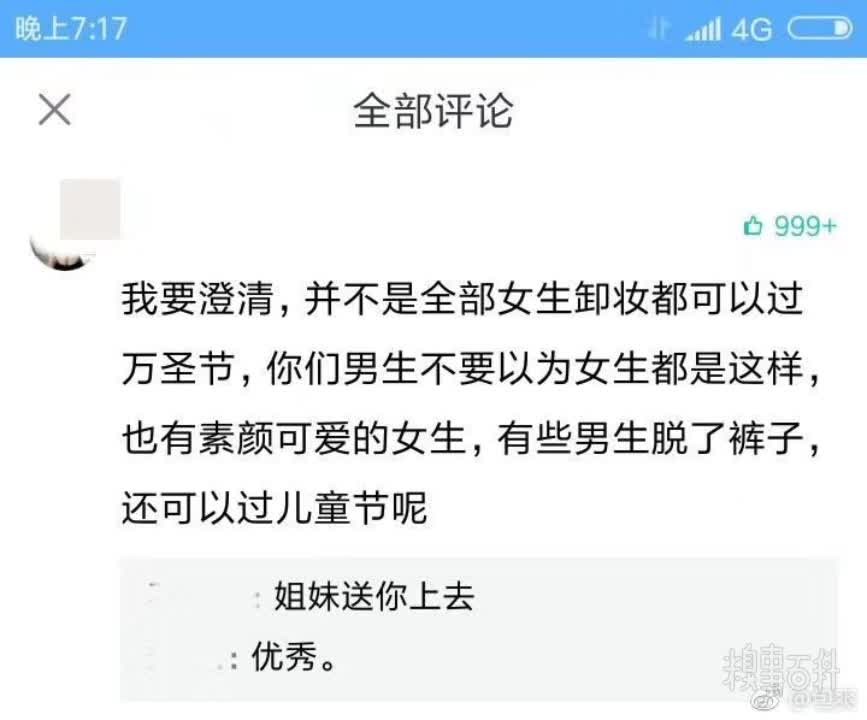 晚上7:17
4G
全部评论
999+
我要澄清，并不是全部女生卸妆都可以过
万圣节，你们男生不要以为女生都是这样，
也有素颜可爱的女生，有些男生脱了裤子，
还可以过儿童节呢
：姐妹送你上去
：优秀。
糗事百科